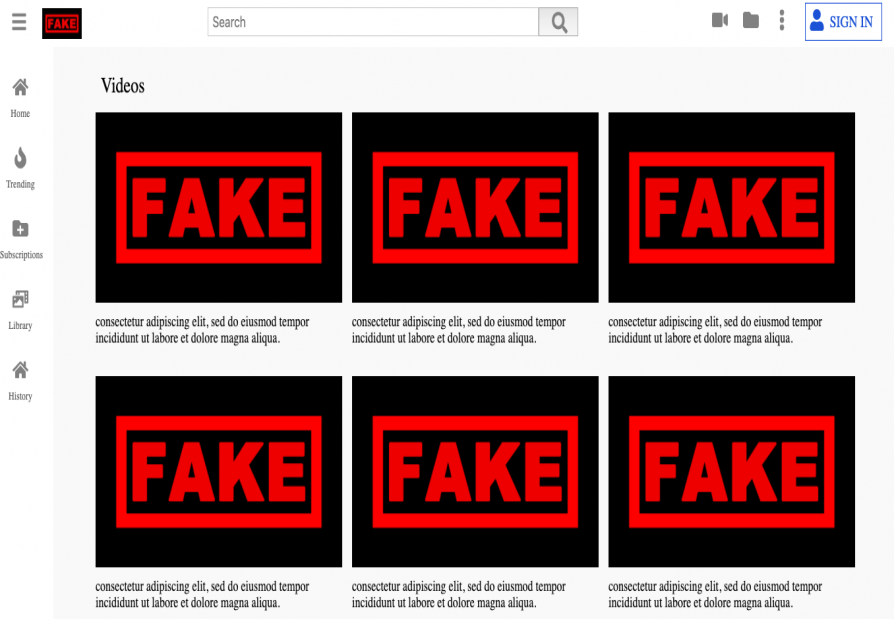 FAKE
Search
SIGN IN
Home
Trending
Subscriptions
Library
History
Videos
FAKE
FAKE
FAKE
consectetur adipiscing elit, sed do eiusmod tempor
incididunt ut labore et dolore magna aliqua.
consectetur adipiscing elit, sed do eiusmod tempor
incididunt ut labore et dolore magna aliqua.
consectetur adipiscing elit, sed do eiusmod tempor
incididunt ut labore et dolore magna aliqua.
FAKE
FAKE
FAKE
consectetur adipiscing elit, sed do eiusmod tempor
incididunt ut labore et dolore magna aliqua.
consectetur adipiscing elit, sed do eiusmod tempor
incididunt ut labore et dolore magna aliqua.
consectetur adipiscing elit, sed do eiusmod tempor
incididunt ut labore et dolore magna aliqua.